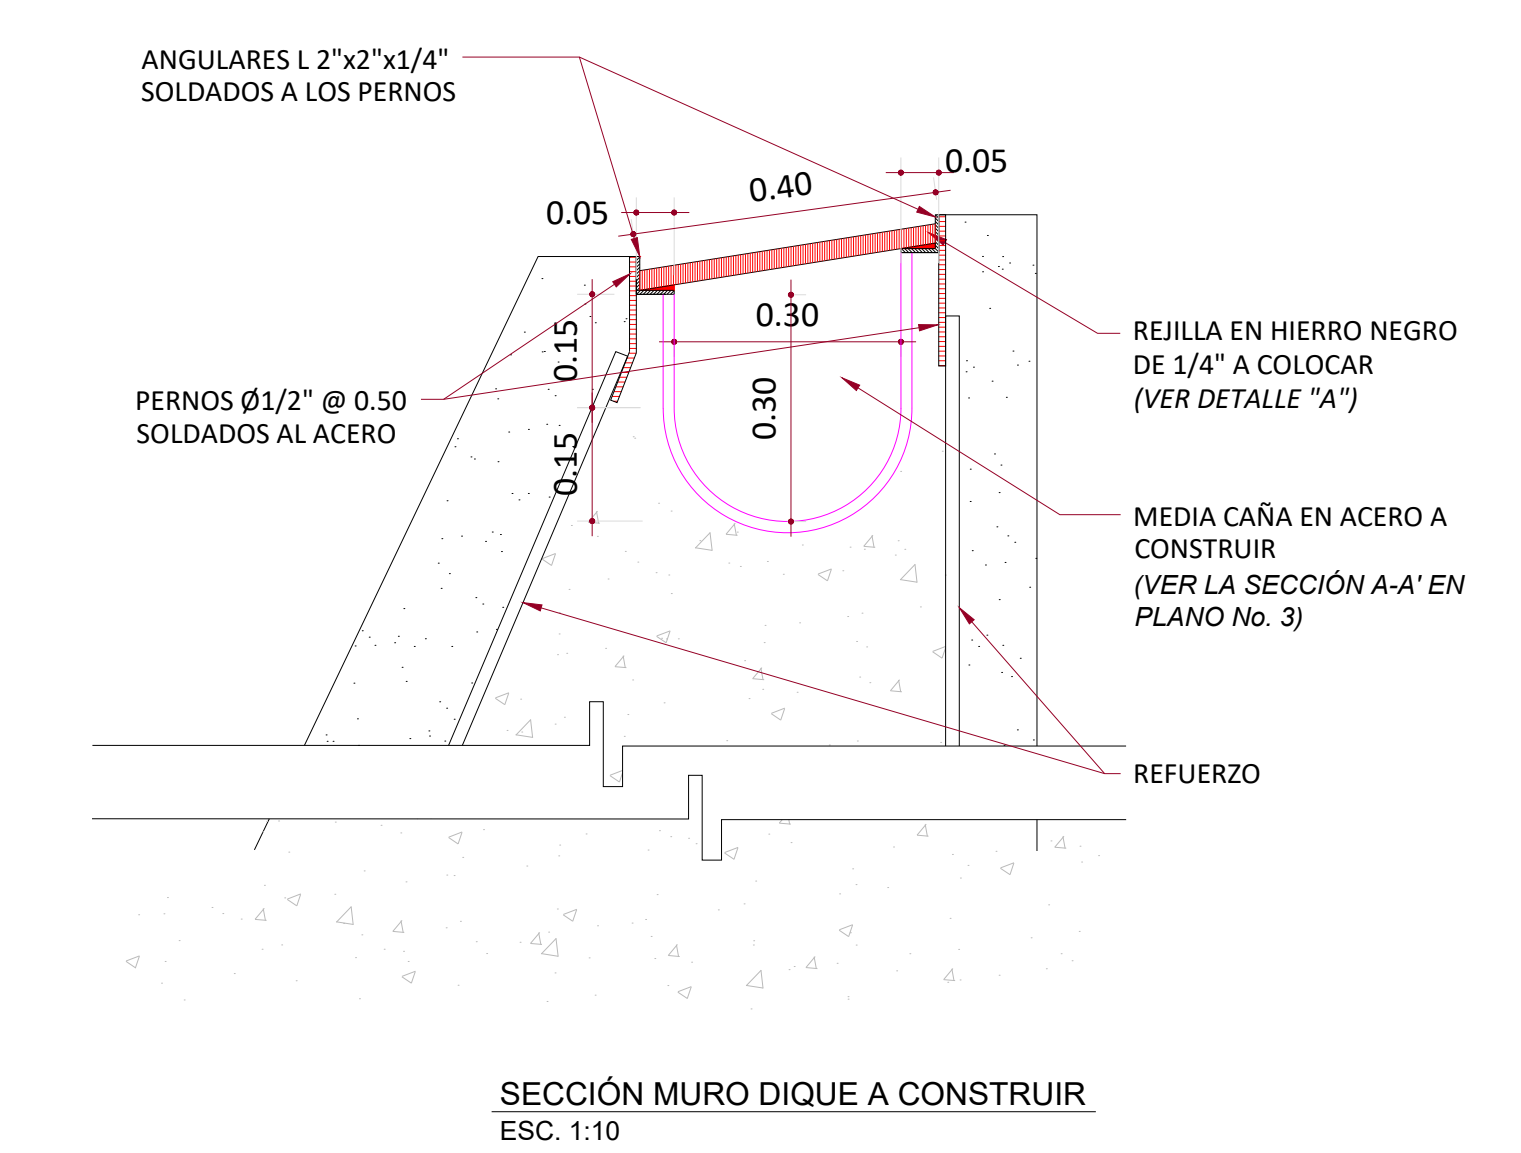 ANGULARES L 2"x2"x1/4"
SOLDADOS A LOS PERNOS
0.05
0.40
0.05
0.15
0.30
0.30
0.15
PERNOS Ø1/2" @ 0.50
SOLDADOS AL ACERO
REJILLA EN HIERRO NEGRO
DE 1/4" A COLOCAR
(VER DETALLE "A")
MEDIA CAÑA EN ACERO A
CONSTRUIR
(VER LA SECCIÓN A-A' EN
PLANO No. 3)
REFUERZO
SECCIÓN MURO DIQUE A CONSTRUIR
ESC. 1:10